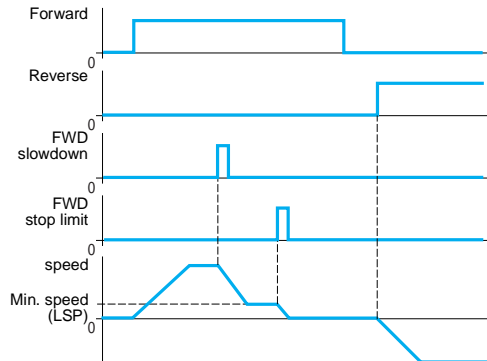 Forward
0
Reverse
0
FWD
slowdown
0
FWD
stop limit
0
speed
Min. speed
(LSP)
0